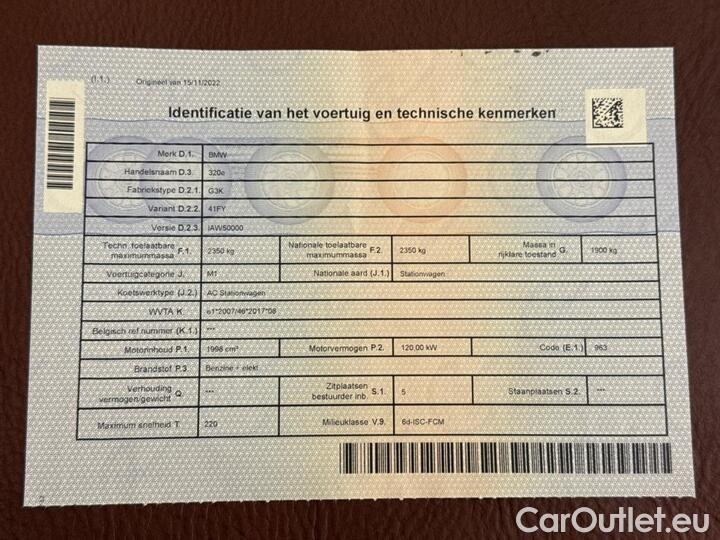 (I.1.) Origineel van 15/11/2022
Identificatie van het voertuig en technische kenmerken
Merk D.1. BMW
Handelsnaam D.3. 320e
Fabriekstype D.2.1. G3K
Variant D.2.2. 41FY
Versie D.2.3. IAW50000
Techn. toelaatbare maximummassa F.1. 2350 kg Nationale toelaatbare maximummassa F.2. 2350 kg Massa in rijklare toestand G. 1900 kg
Voertuigcategorie J. M1 Nationale aard (J.1.) Stationwagen
Koetswerktype (J.2.) AC Stationwagen
WVTA K. e1*2007/46*2017*08
Belgisch ref nummer (K.1.) ***
Motorinhoud P.1. 1998 cm³ Motorvermogen P.2. 120,00 kW Code (E.1.) 963
Brandstof P.3. Benzine + elekt
Verhouding vermogen/gewicht Q. *** Zitplaatsen bestuurder inb. S.1. 5 Staanplaatsen S.2. ***
Maximum snelheid T. 220 Milieuklasse V.9. 6d-ISC-FCM
CarOutlet.eu